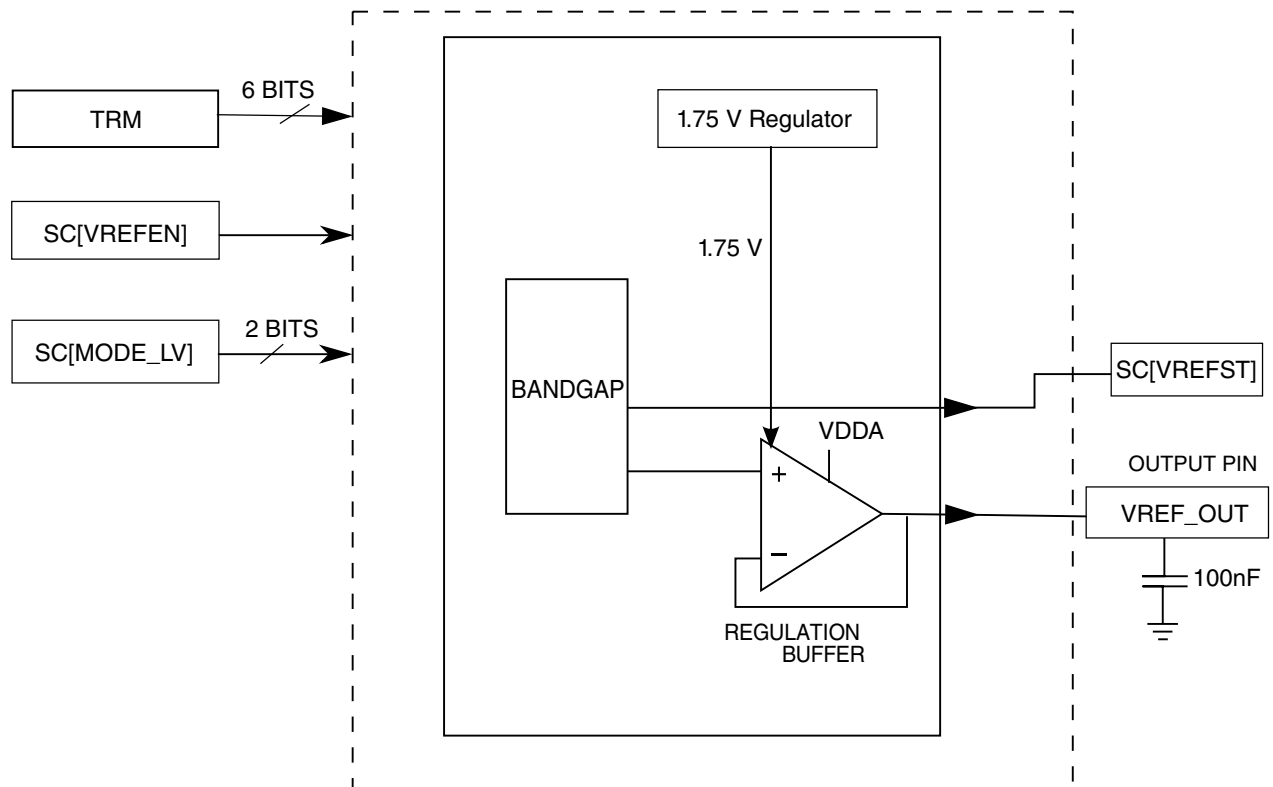 6 BITS
TRM
1.75 V Regulator
SC[VREFEN]
1.75 V
2 BITS
SC[MODE_LV]
BANDGAP
SC[VREFST]
VDDA
OUTPUT PIN
+
VREF_OUT
–
100nF
REGULATION
BUFFER